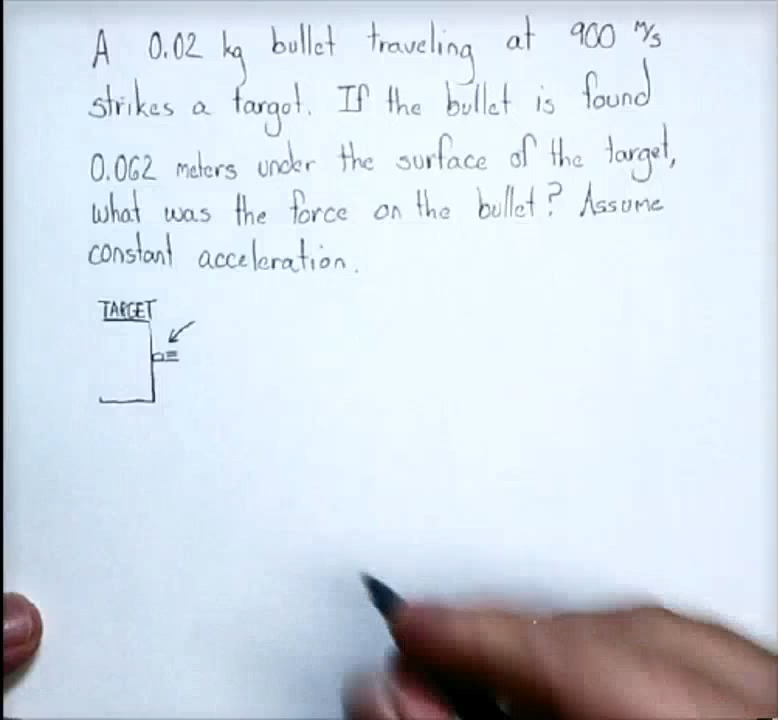 A 0.02 kg bullet traveling at 900 m/s
strikes a target. If the bullet is found
0.062 meters under the surface of the target,
what was the force on the bullet? Assume
constant acceleration.
TARGET